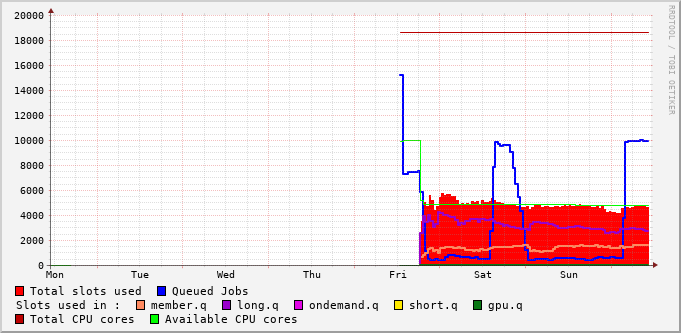 RRDTOOL / TOBI OETIKER
20000
18000
16000
14000
12000
10000
8000
6000
4000
2000
0
Mon Tue Wed Thu Fri Sat Sun
Total slots used Queued Jobs
Slots used in : member.q long.q ondemand.q short.q gpu.q
Total CPU cores Available CPU cores